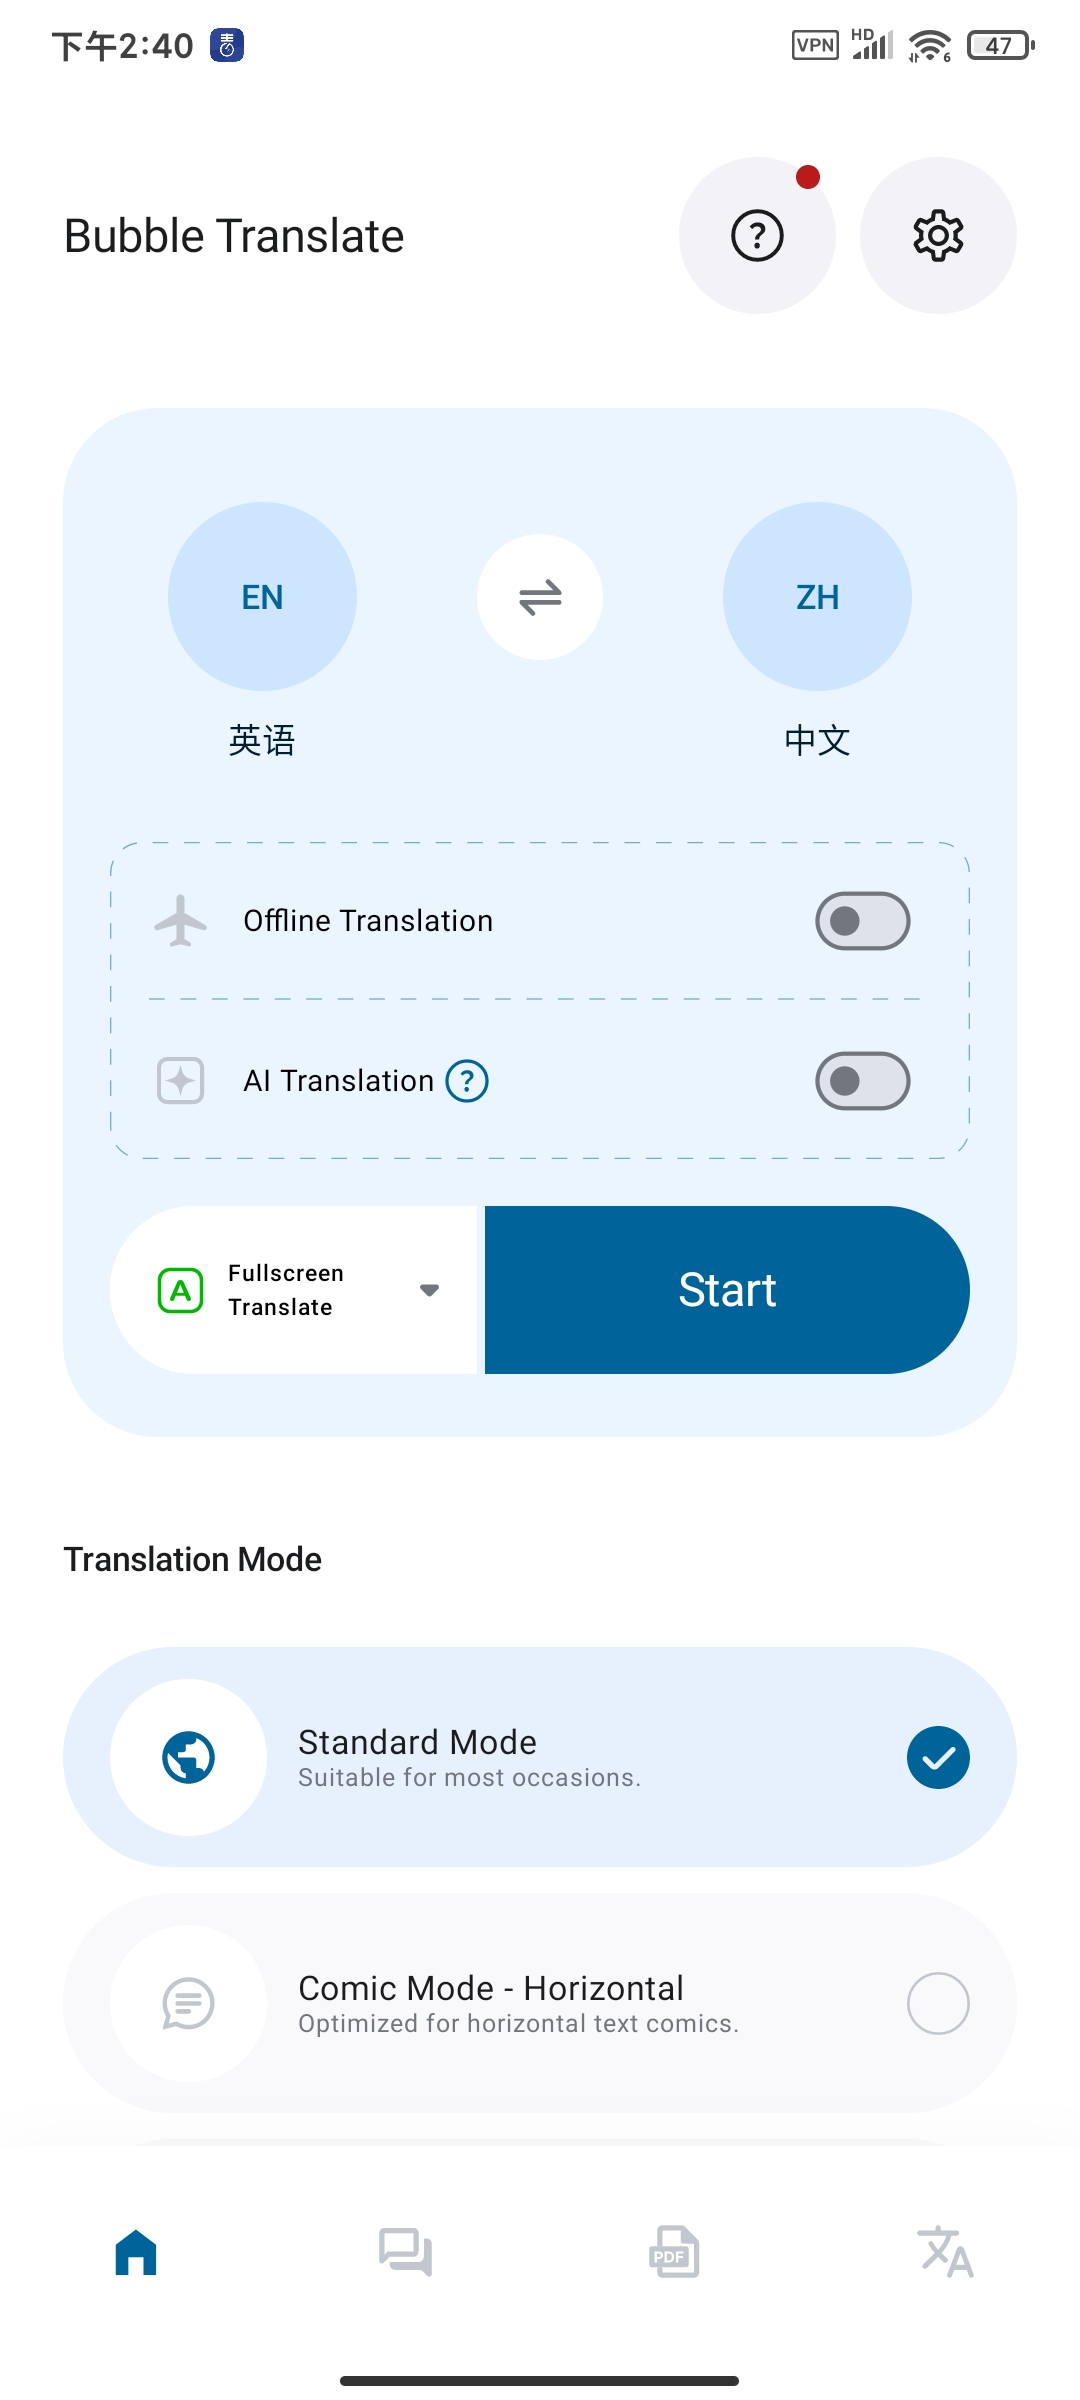 下午2:40
VPN
HD
6
47
Bubble Translate
EN
ZH
英语
中文
Offline Translation
AI Translation
Fullscreen
Translate
Start
Translation Mode
Standard Mode
Suitable for most occasions.
Comic Mode - Horizontal
Optimized for horizontal text comics.
PDF